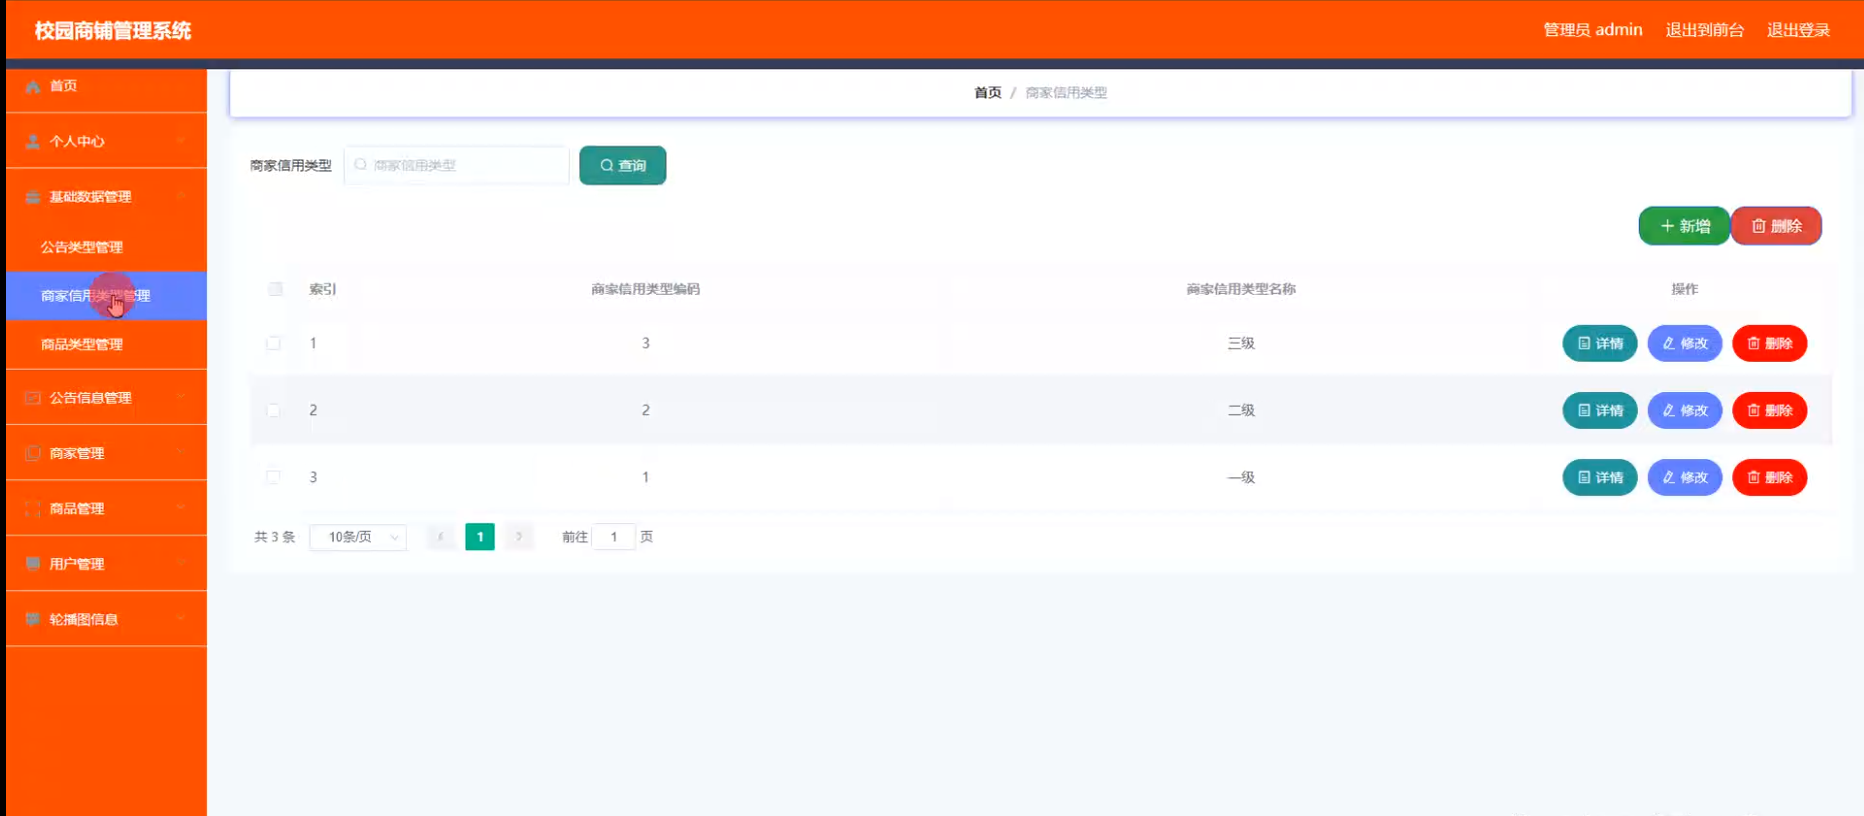 校园商铺管理系统
管理员 admin 退出到前台 退出登录
首页
个人中心
基础数据管理
公告类型管理
商家信用类型管理
商品类型管理
公告信息管理
商家管理
商品管理
用户管理
轮播图信息
首页 / 商家信用类型
商家信用类型 商家信用类型 查询
新增 删除
索引 商家信用类型编码 商家信用类型名称 操作
1 3 三级 详情 修改 删除
2 2 二级 详情 修改 删除
3 1 一级 详情 修改 删除
共 3 条 10条/页 1 前往 1 页